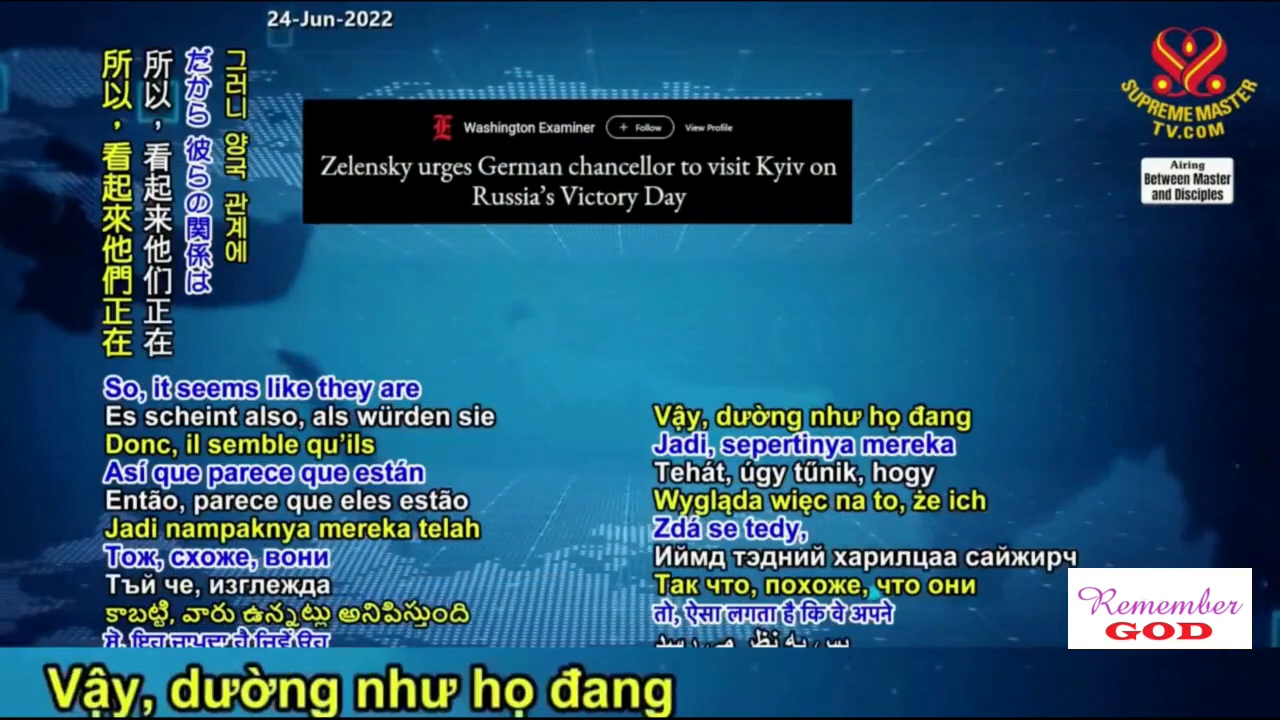 24-Jun-2022
그러니 양국 관계에
だから 彼らの関係は
所以，看起来他们正在
所以，看起來他們正在
Washington Examiner
+ Follow
View Profile
Zelensky urges German chancellor to visit Kyiv on
Russia’s Victory Day
SUPREME MASTER
TV.COM
Airing
Between Master
and Disciples
So, it seems like they are
Es scheint also, als würden sie
Donc, il semble qu’ils
Así que parece que están
Então, parece que eles estão
Jadi nampaknya mereka telah
Тож, схоже, вони
Тъй че, изглежда
కాబట్టి, వారు ఉన్నట్లు అనిపిస్తుంది
Vậy, dường như họ đang
Jadi, sepertinya mereka
Tehát, úgy tűnik, hogy
Wygląda więc na to, że ich
Zdá se tedy,
Иймд тэдний харилцаа сайжирч
Так что, похоже, что они
तो, ऐसा लगता है कि वे अपने
Remember
GOD
Vậy, dường như họ đang